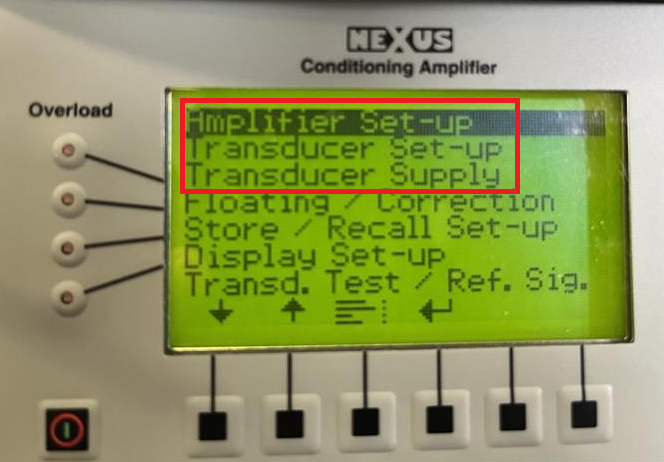 NEXUS
Conditioning Amplifier
Overload
Amplifier Set-up
Transducer Set-up
Transducer Supply
Floating / Correction
Store / Recall Set-up
Display Set-up
Transd. Test / Ref. Sig.